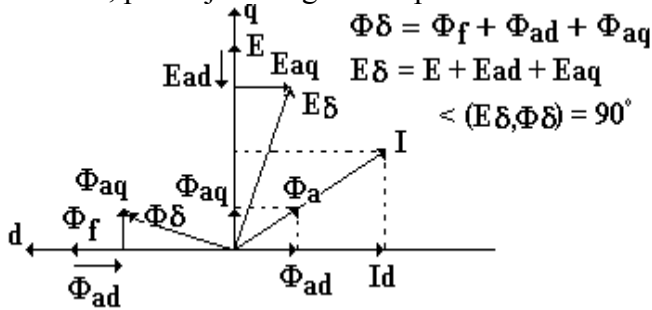 q
Φδ = Φf + Φad + Φaq
E
Ead
Eaq
Eδ = E + Ead + Eaq
Eδ
< (Eδ,Φδ) = 90°
I
Φaq
Φaq
Φa
Φf
Φδ
d
Φad
Φad
Id